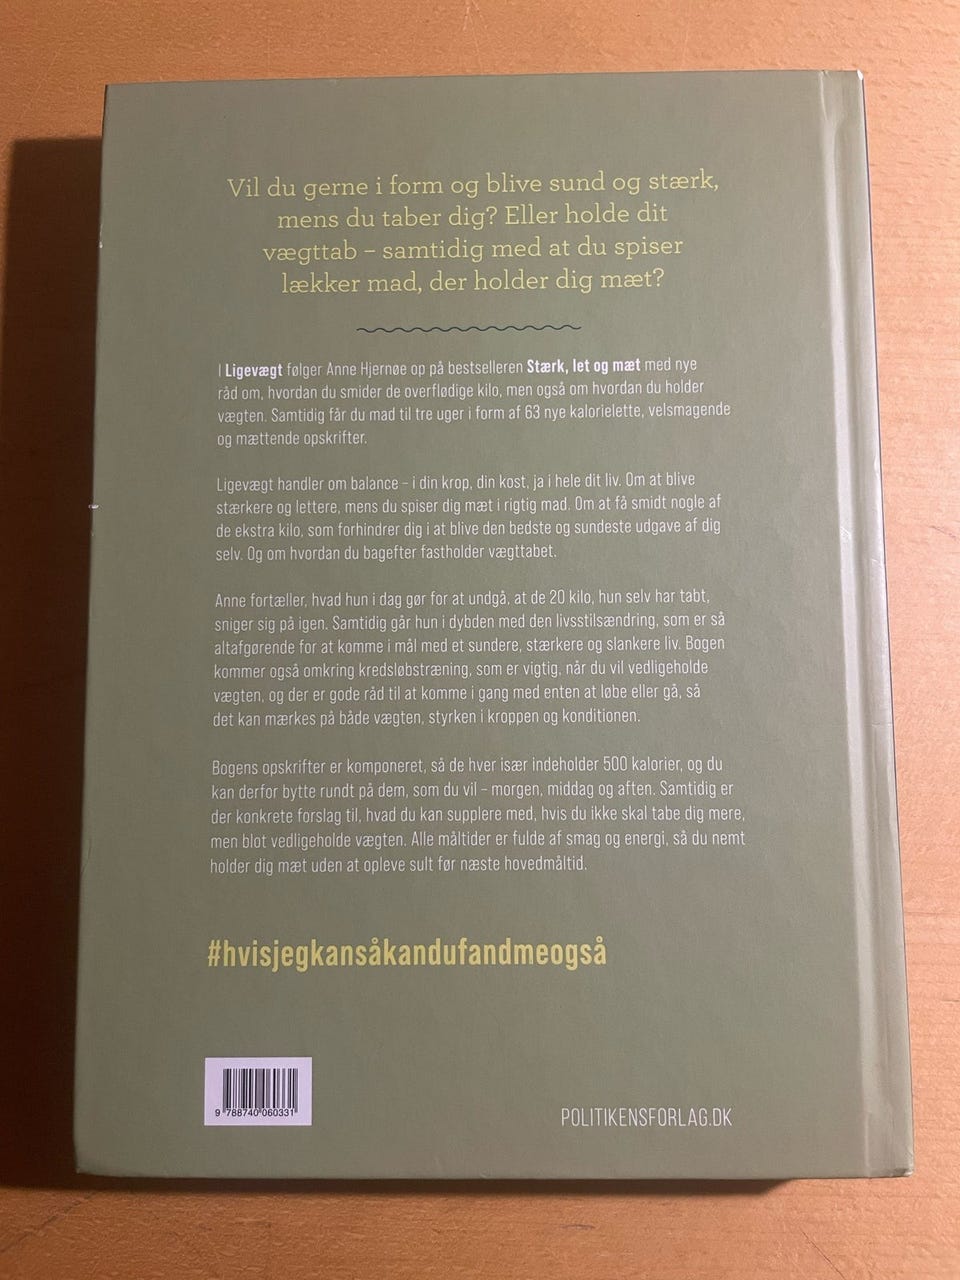 Vil du gerne i form og blive sund og stærk,
mens du taber dig? Eller holde dit
vægttab – samtidig med at du spiser
lækker mad, der holder dig mæt?
I Ligevægt følger Anne Hjernøe op på bestselleren Stærk, let og mæt med nye
råd om, hvordan du smider de overflødige kilo, men også om hvordan du holder
vægten. Samtidig får du mad til tre uger i form af 63 nye kalorielette, velsmagende
og mættende opskrifter.
Ligevægt handler om balance – i din krop, din kost, ja i hele dit liv. Om at blive
stærkere og lettere, mens du spiser dig mæt i rigtig mad. Om at få smidt nogle af
de ekstra kilo, som forhindrer dig i at blive den bedste og sundeste udgave af dig
selv. Og om hvordan du bagefter fastholder vægttabet.
Anne fortæller, hvad hun i dag gør for at undgå, at de 20 kilo, hun selv har tabt,
sniger sig på igen. Samtidig går hun i dybden med den livsstilsændring, som er så
altafgørende for at komme i mål med et sundere, stærkere og slankere liv. Bogen
kommer også omkring kredsløbstræning, som er vigtig, når du vil vedligeholde
vægten, og der er gode råd til at komme i gang med enten at løbe eller gå, så
det kan mærkes på både vægten, styrken i kroppen og konditionen.
Bogens opskrifter er komponeret, så de hver især indeholder 500 kalorier, og du
kan derfor bytte rundt på dem, som du vil – morgen, middag og aften. Samtidig er
der konkrete forslag til, hvad du kan supplere med, hvis du ikke skal tabe dig mere,
men blot vedligeholde vægten. Alle måltider er fulde af smag og energi, så du nemt
holder dig mæt uden at opleve sult før næste hovedmåltid.
#hvisjegkansåkandufandmeogså
9 788740 060331
POLITIKENSFORLAG.DK